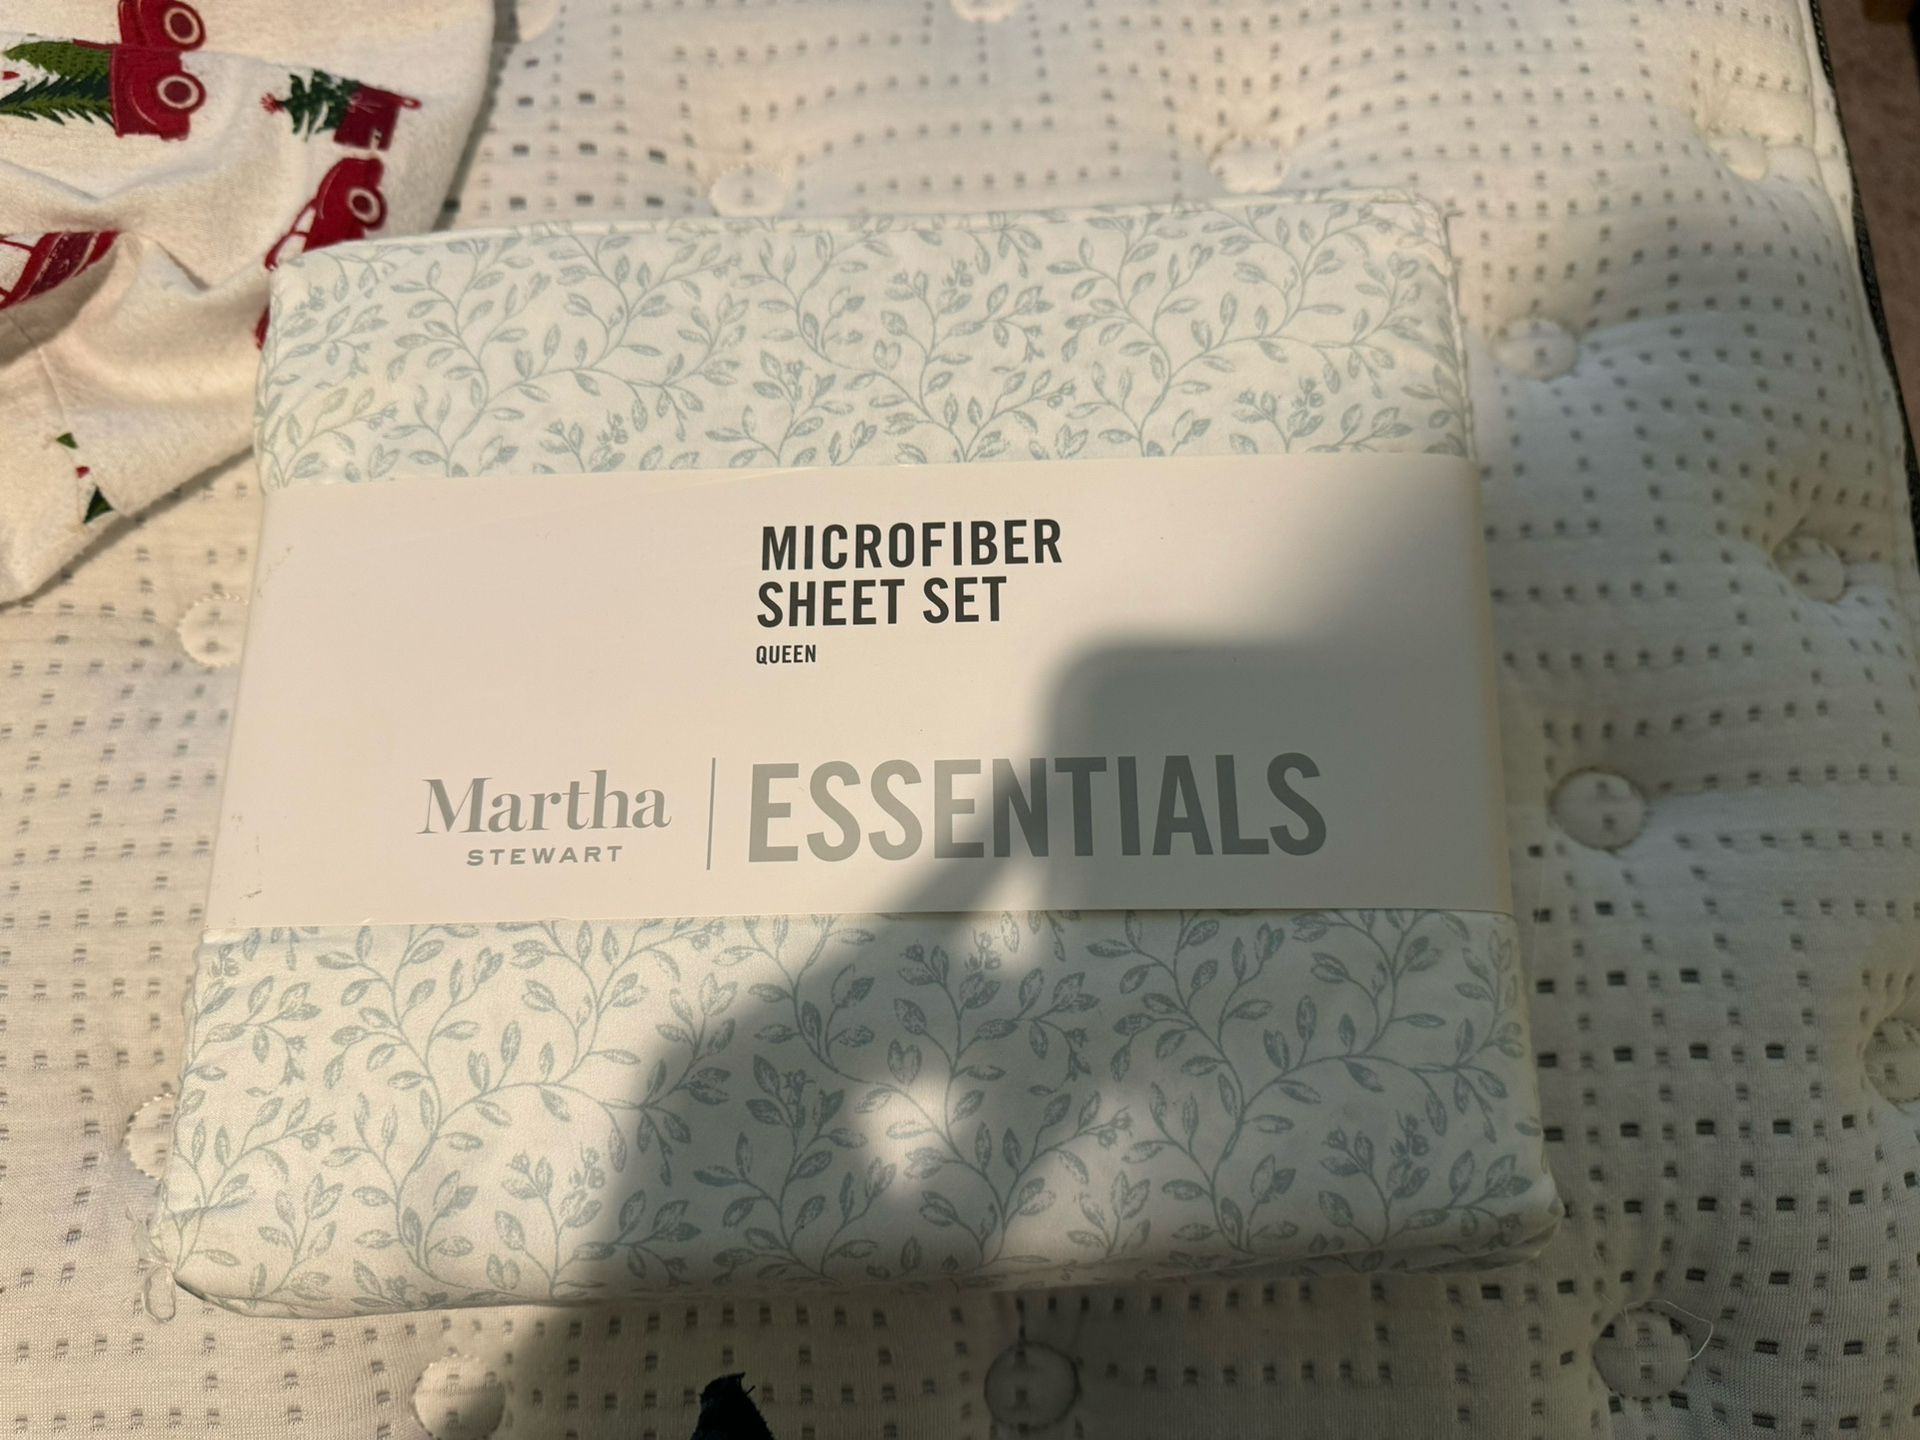 MICROFIBER
SHEET SET
QUEEN
Martha
STEWART
ESSENTIALS